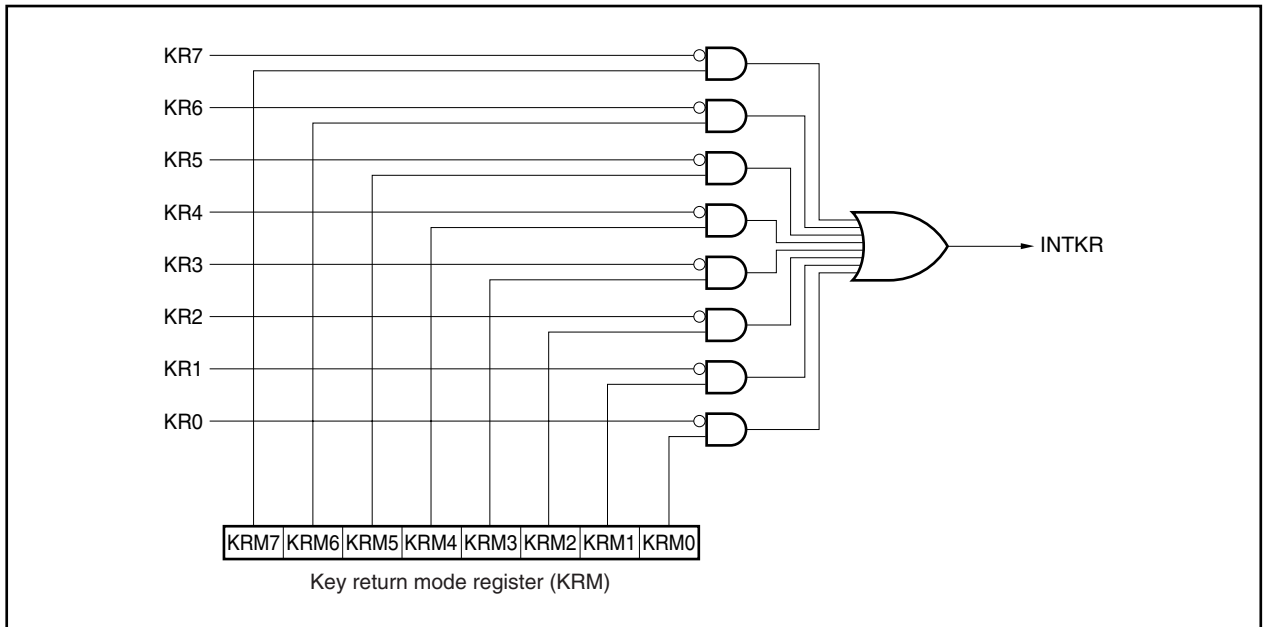 KR7
KR6
KR5
KR4
KR3
KR2
KR1
KR0
INTKR
KRM7 KRM6 KRM5 KRM4 KRM3 KRM2 KRM1 KRM0
Key return mode register (KRM)